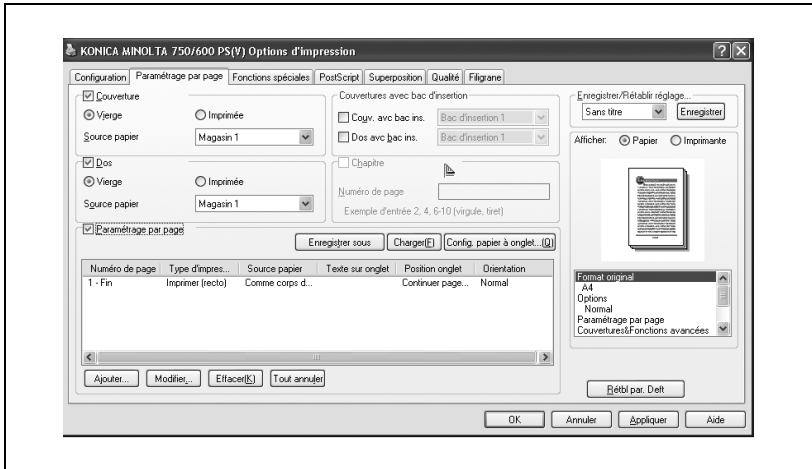 KONICA MINOLTA 750/600 PS(Y) Options d'impression
Configuration Paramétrage par page Fonctions spéciales PostScript Superposition Qualité Filigrane
Couverture
Vierge Imprimée
Source papier Magasin 1
Couvertures avec bac d'insertion
Couv. avc bac ins. Bac d'insertion 1
Dos avc bac ins. Bac d'insertion 1
Dos
Vierge Imprimée
Source papier Magasin 1
Chapitre
Numéro de page
Exemple d'entrée 2, 4, 6-10 (virgule, tiret)
Paramétrage par page
Enregistrer sous Charger(F) Config. papier à onglet...(Q)
Numéro de page Type d'impres... Source papier Texte sur onglet Position onglet Orientation
1 - Fin Imprimer (recto) Comme corps d... Continuer page... Normal
Ajouter... Modifier... Effacer(K) Tout annuler
Enregistrer/Rétablir réglage...
Sans titre Enregistrer
Afficher: Papier Imprimante
Format original
A4
Options
Normal
Paramétrage par page
Couvertures&Fonctions avancées
Rétbl par. Deft
OK Annuler Appliquer Aide